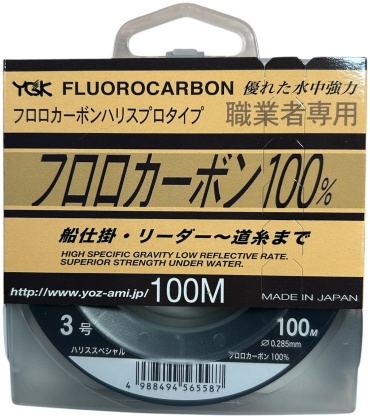 YGK FLUOROCARBON 優れた水中強力
フロロカーボンハリスプロタイプ 職業者専用
フロロカーボン100%
船仕掛・リーダー～道糸まで
HIGH SPECIFIC GRAVITY LOW REFLECTIVE RATE.
SUPERIOR STRENGTH UNDER WATER.
http://www.yoz-ami.jp/ 100M MADE IN JAPAN
3号 100M
⌀0.285mm
ハリススペシャル フロロカーボン 100%
4 988494 565587